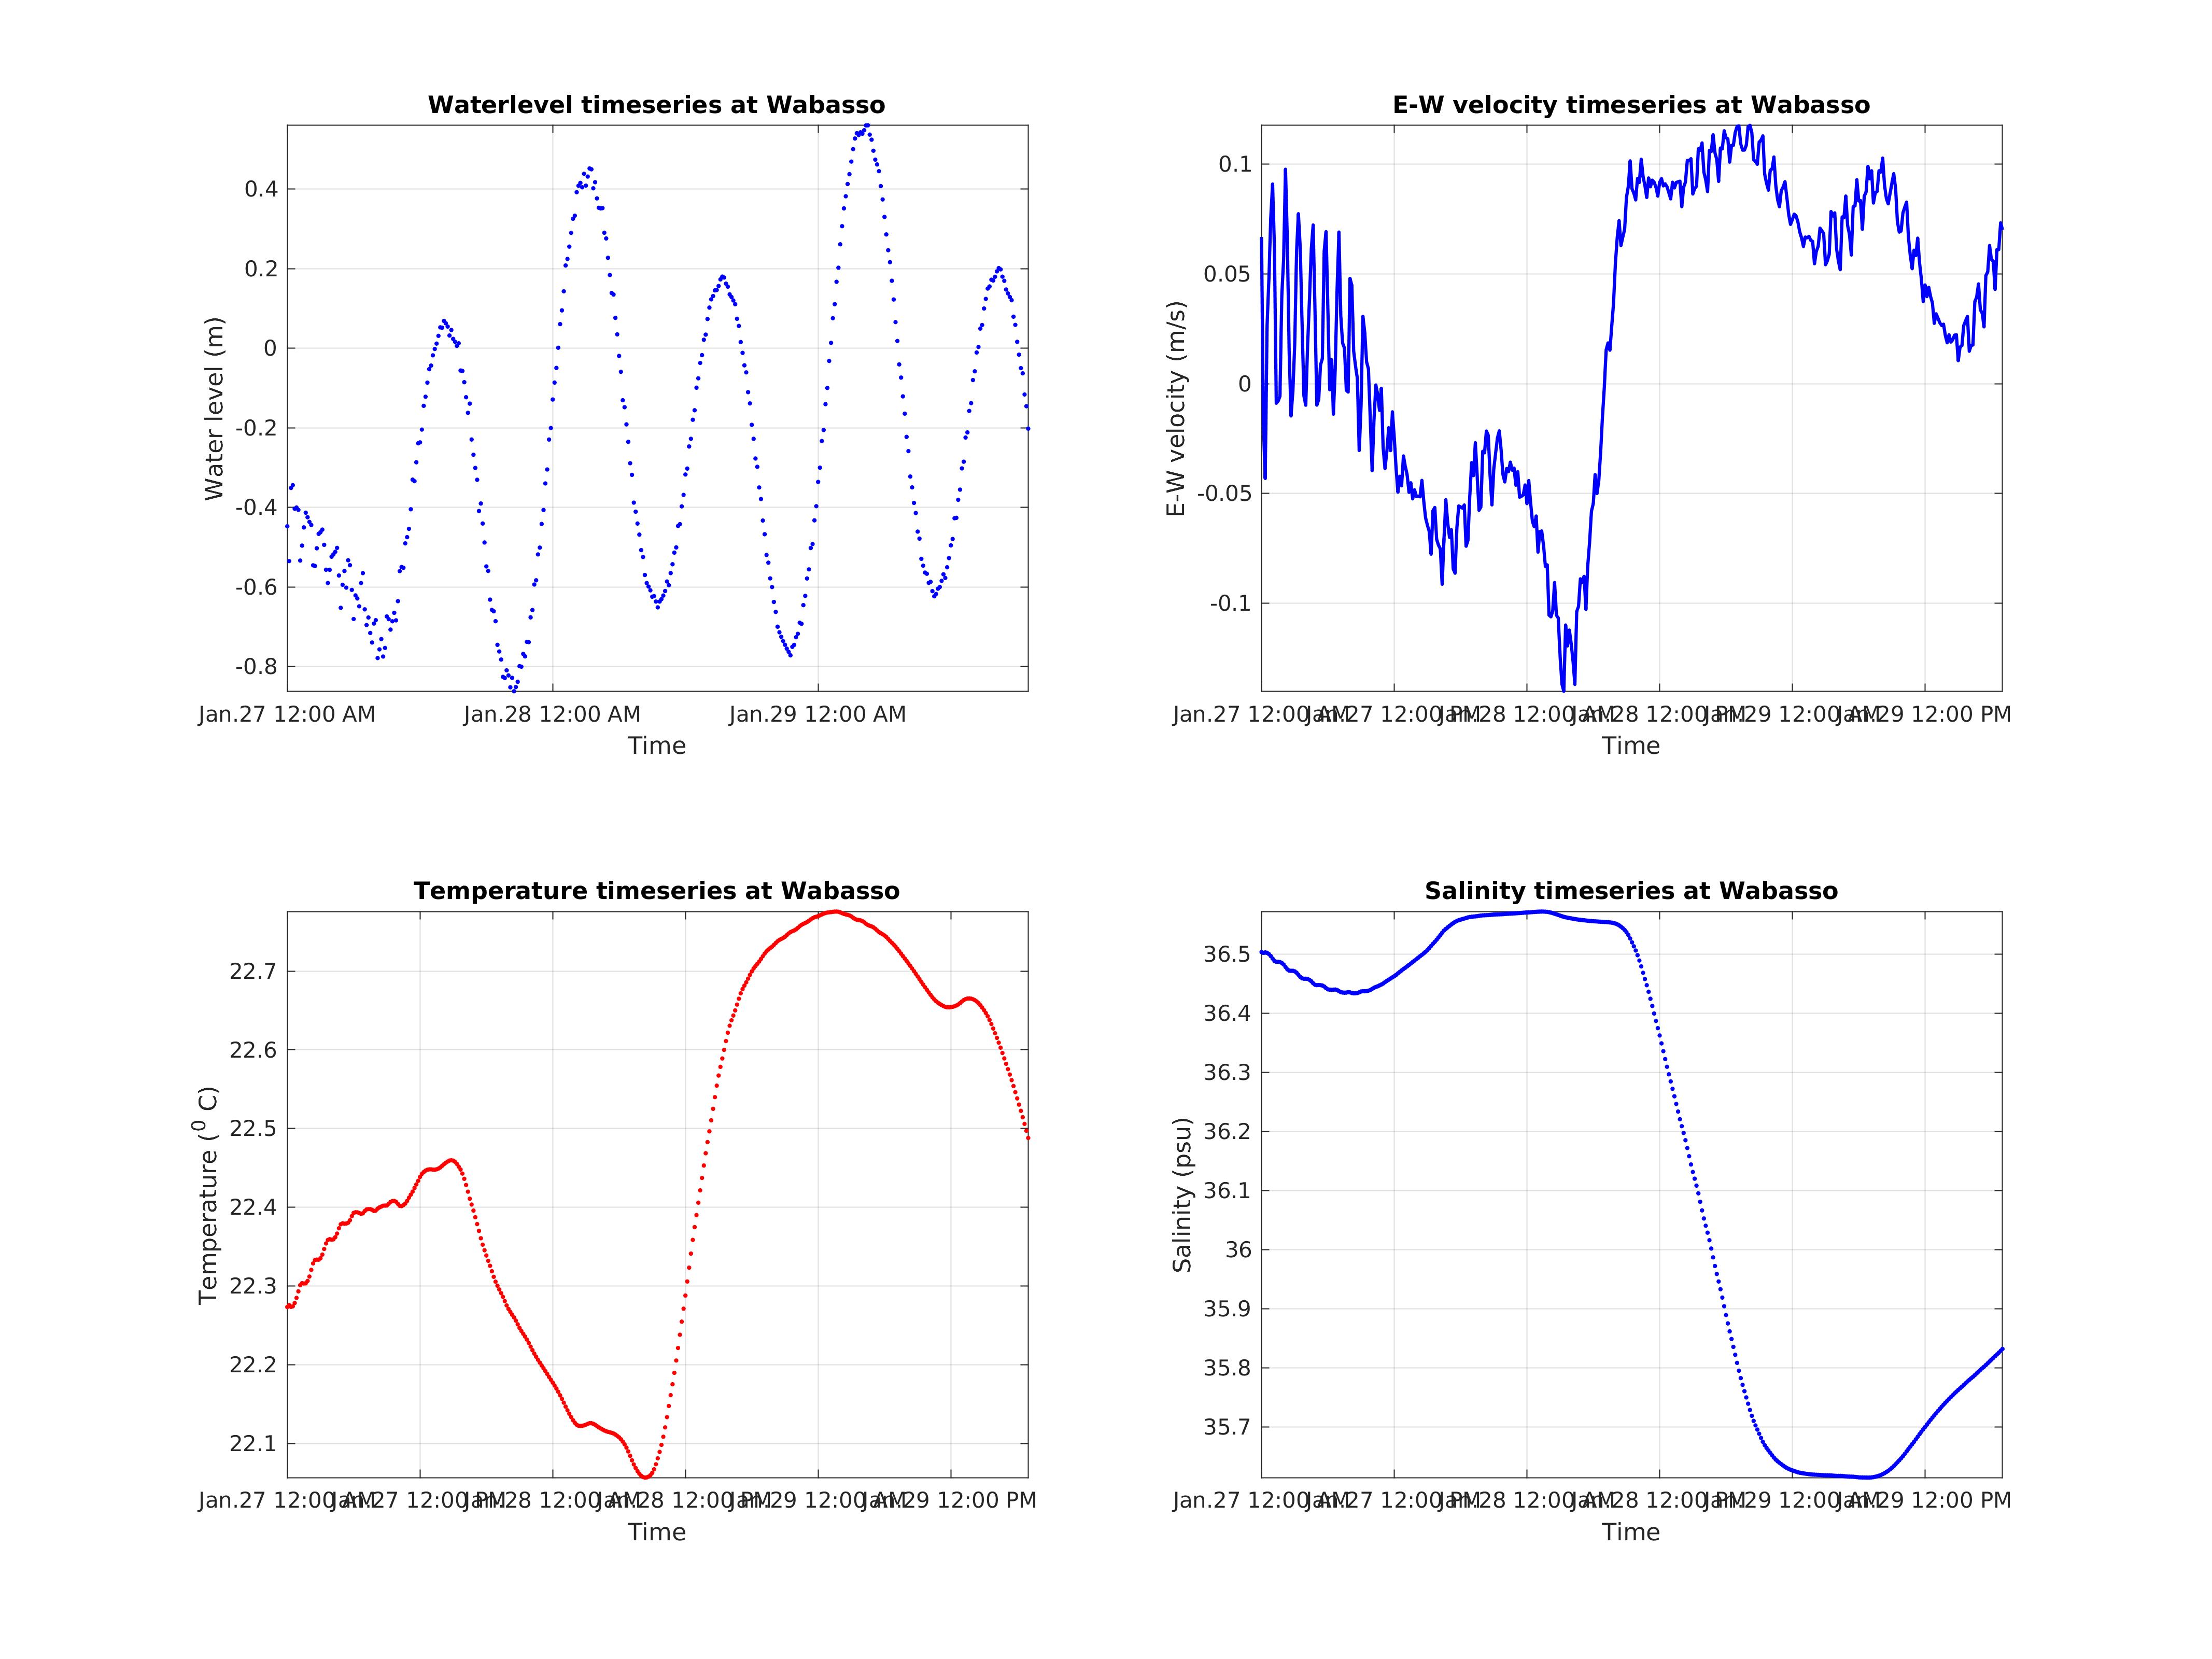 Waterlevel timeseries at Wabasso
Water level (m)
0.4
0.2
0
-0.2
-0.4
-0.6
-0.8
Jan.27 12:00 AM
Jan.28 12:00 AM
Jan.29 12:00 AM
Time
E-W velocity timeseries at Wabasso
E-W velocity (m/s)
0.1
0.05
0
-0.05
-0.1
Jan.27 12:00 AM
Jan.27 12:00 PM
Jan.28 12:00 AM
Jan.28 12:00 PM
Jan.29 12:00 AM
Jan.29 12:00 PM
Time
Temperature timeseries at Wabasso
Temperature (⁰ C)
22.7
22.6
22.5
22.4
22.3
22.2
22.1
Jan.27 12:00 AM
Jan.27 12:00 PM
Jan.28 12:00 AM
Jan.28 12:00 PM
Jan.29 12:00 AM
Jan.29 12:00 PM
Time
Salinity timeseries at Wabasso
Salinity (psu)
36.5
36.4
36.3
36.2
36.1
36
35.9
35.8
35.7
Jan.27 12:00 AM
Jan.27 12:00 PM
Jan.28 12:00 AM
Jan.28 12:00 PM
Jan.29 12:00 AM
Jan.29 12:00 PM
Time